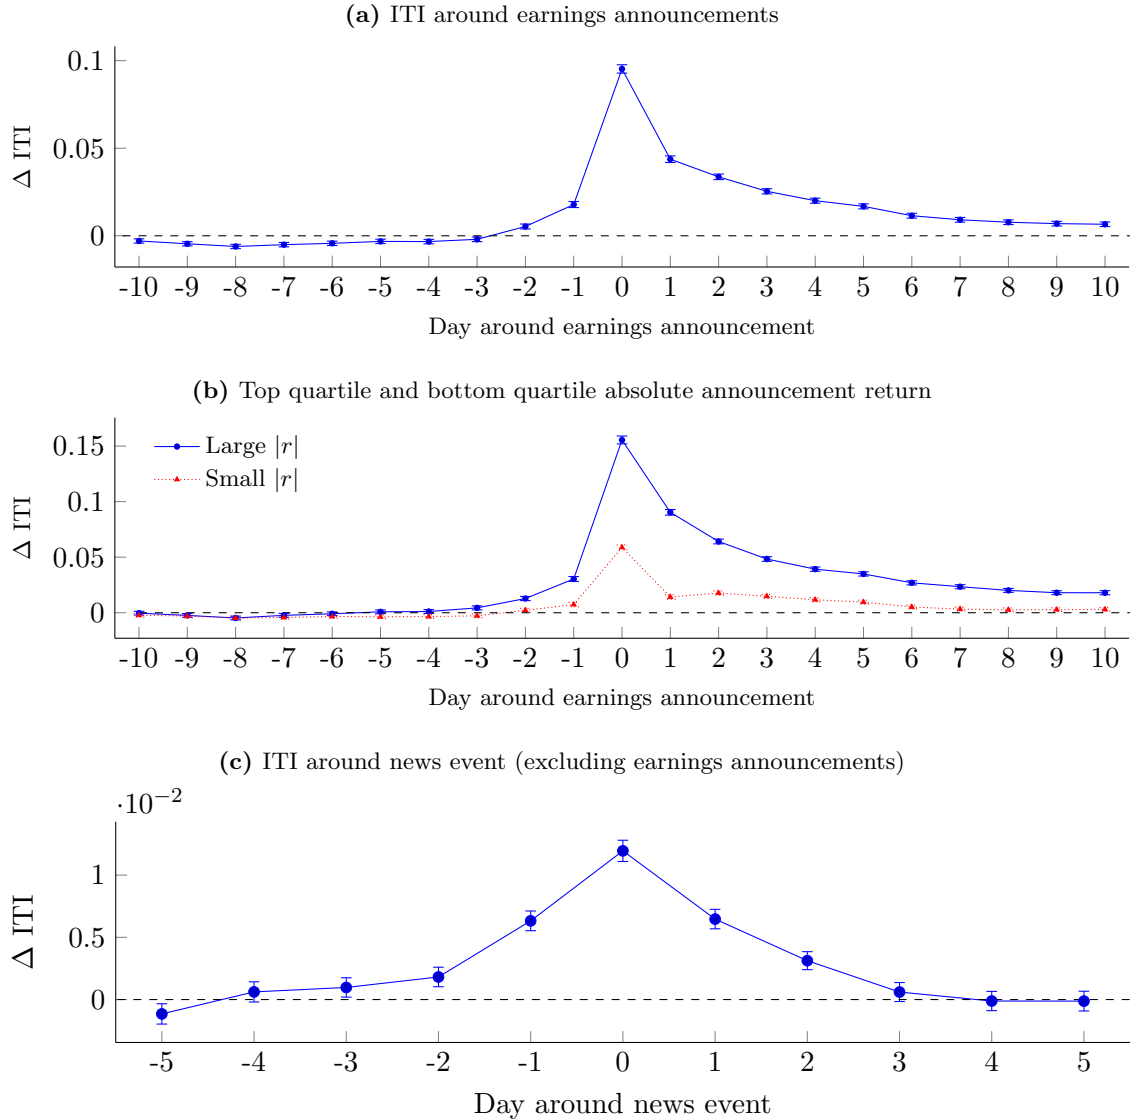 (a) ITI around earnings announcements
0.1
0.05
0
Δ ITI
-10 -9 -8 -7 -6 -5 -4 -3 -2 -1 0 1 2 3 4 5 6 7 8 9 10
Day around earnings announcement
(b) Top quartile and bottom quartile absolute announcement return
Large |r|
Small |r|
0.15
0.1
0.05
0
Δ ITI
-10 -9 -8 -7 -6 -5 -4 -3 -2 -1 0 1 2 3 4 5 6 7 8 9 10
Day around earnings announcement
(c) ITI around news event (excluding earnings announcements)
·10⁻²
1
0.5
0
Δ ITI
-5 -4 -3 -2 -1 0 1 2 3 4 5
Day around news event